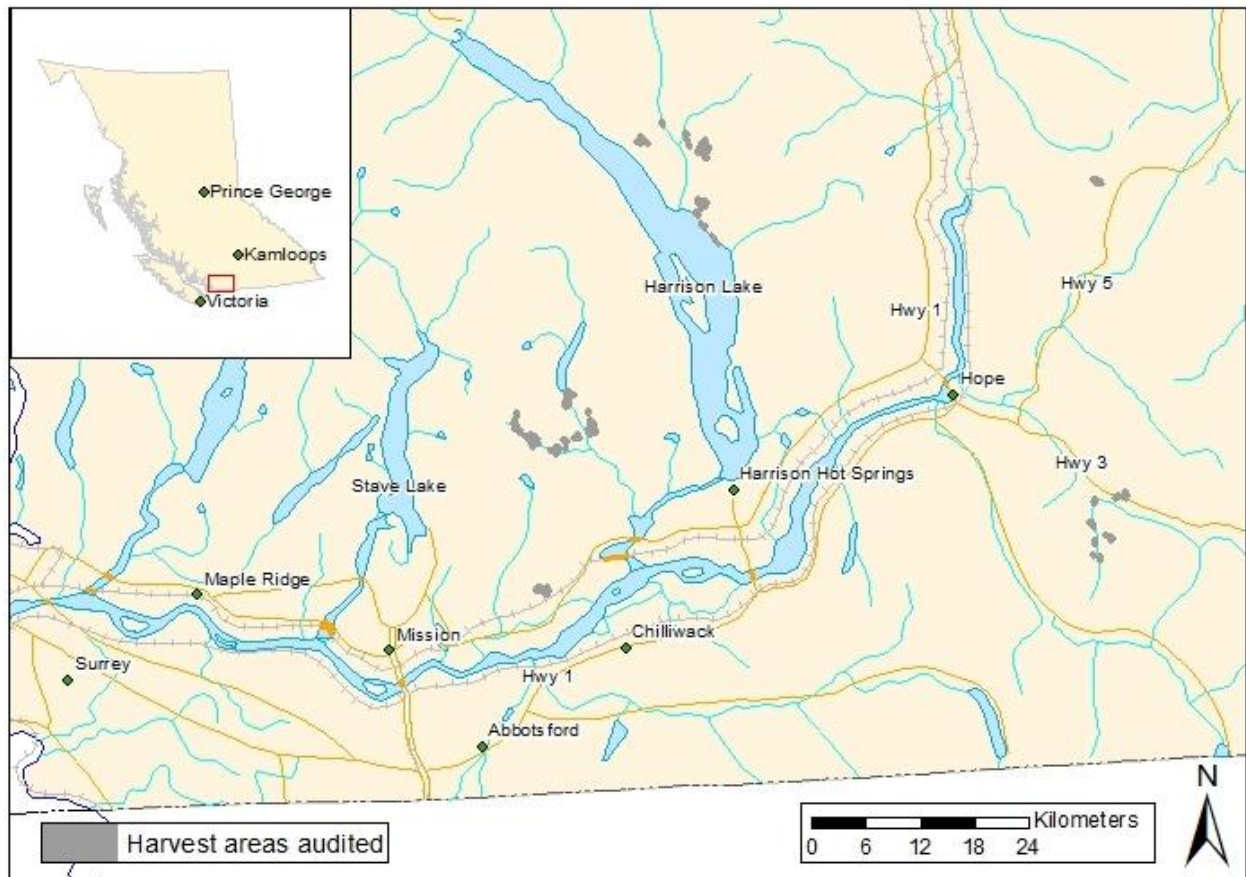 Prince George
Kamloops
Victoria
Harrison Lake
Hwy 1
Hwy 5
Hope
Hwy 3
Stave Lake
Harrison Hot Springs
Maple Ridge
Mission
Chilliwack
Surrey
Hwy 1
Abbotsford
N
Harvest areas audited
Kilometers
0 6 12 18 24